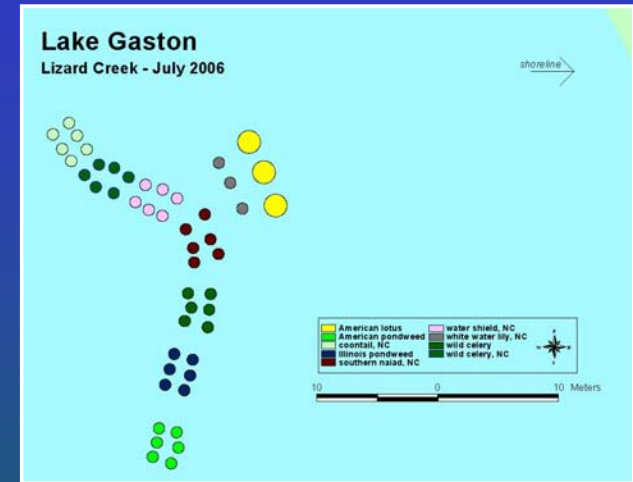 Lake Gaston
Lizard Creek - July 2006
shoreline
American lotus
American pondweed
coontail, NC
Illinois pondweed
southern naiad, NC
water shield, NC
white water lily, NC
wild celery
wild celery, NC
N
W
E
S
10
0
10 Meters